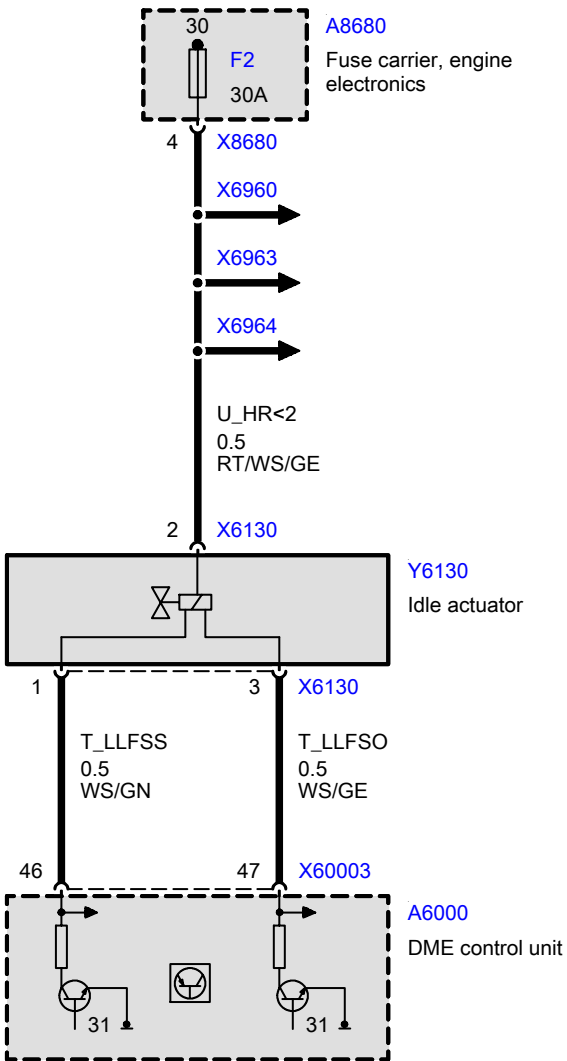 30
A8680
F2
Fuse carrier, engine
electronics
30A
4 X8680
X6960
X6963
X6964
U_HR<2
0.5
RT/WS/GE
2 X6130
Y6130
Idle actuator
1 3 X6130
T_LLFSS T_LLFSO
0.5 0.5
WS/GN WS/GE
46 47 X60003
A6000
DME control unit
31 31